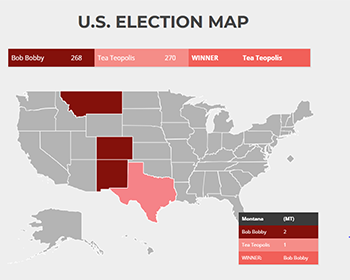 U.S. ELECTION MAP
Bob Bobby 268 Tea Teopolis 270 WINNER Tea Teopolis
Montana (MT)
Bob Bobby 2
Tea Teopolis 1
WINNER: Bob Bobby